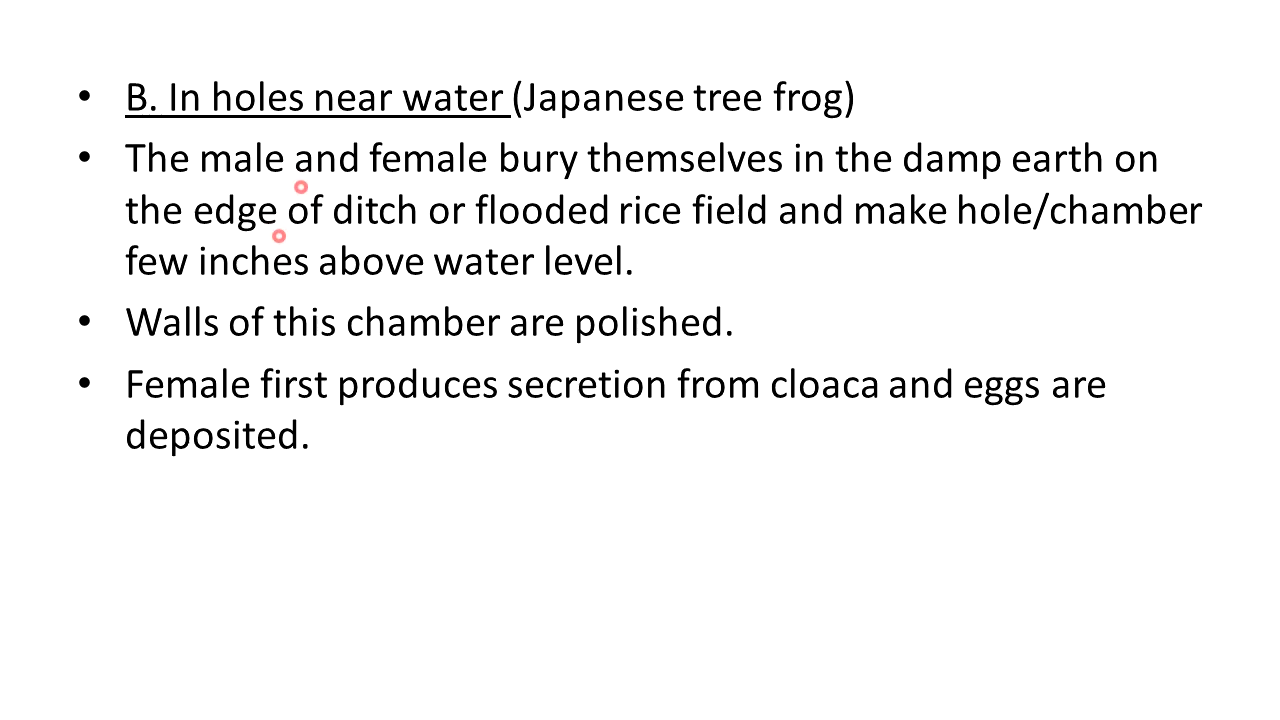 • B. In holes near water (Japanese tree frog)
• The male and female bury themselves in the damp earth on
the edge of ditch or flooded rice field and make hole/chamber
few inches above water level.
• Walls of this chamber are polished.
• Female first produces secretion from cloaca and eggs are
deposited.